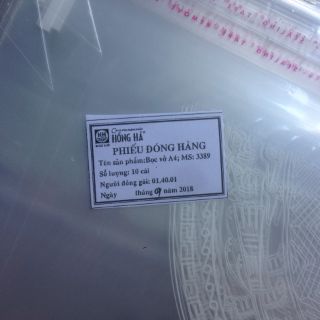 HỒNG HÀ
PHIẾU ĐÓNG HÀNG
Tên sản phẩm:Bọc vở A4; MS: 3389
Số lượng: 10 cái
Người đóng gói: 01.40.01
Ngày tháng 9 năm 2018